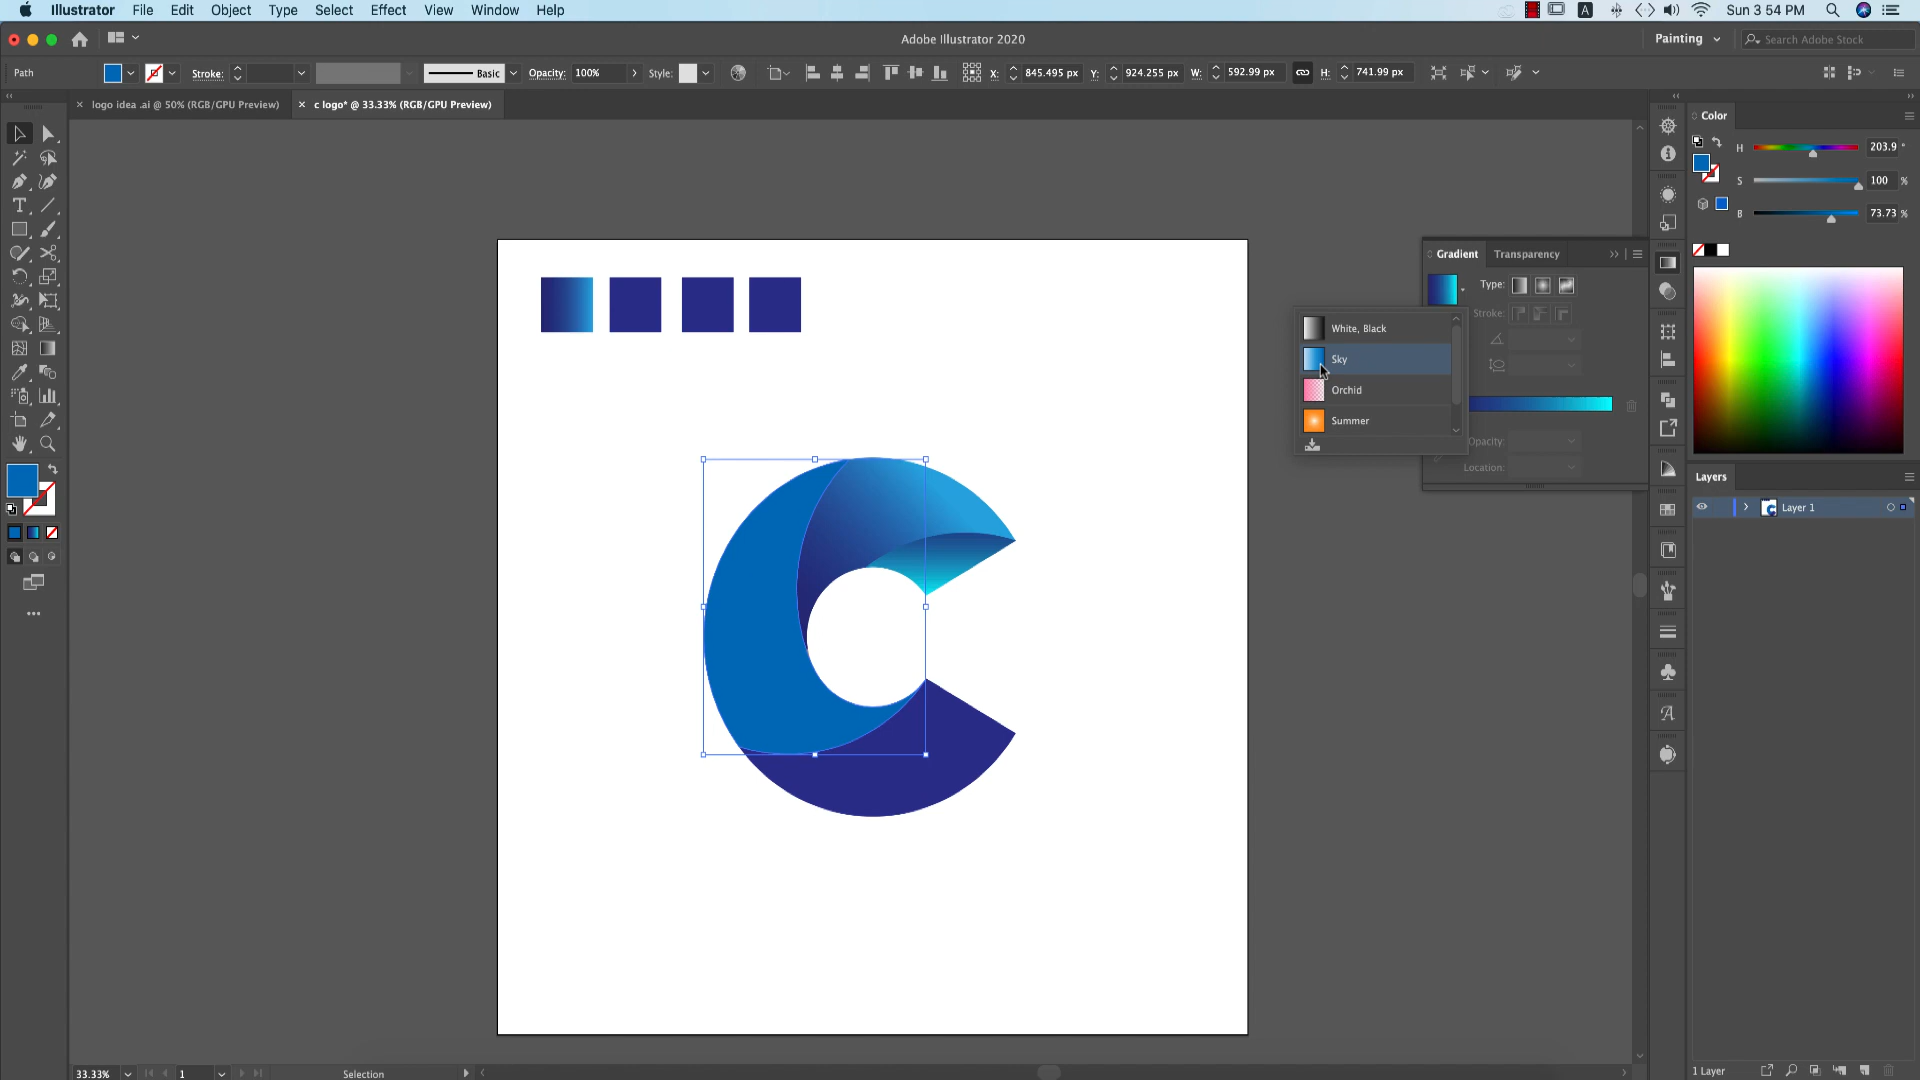 Illustrator File Edit Object Type Select Effect View Window Help
A Sun 3 54 PM
Adobe Illustrator 2020
Painting
Search Adobe Stock
Path Stroke: Basic Opacity: 100% Style: X: 845.495 px Y: 924.255 px W: 592.99 px H: 741.99 px
logo idea .ai @ 50% (RGB/GPU Preview)
c logo* @ 33.33% (RGB/GPU Preview)
Color
H 203.9 °
S 100 %
B 73.73 %
Gradient Transparency
Type:
Stroke:
White, Black
Sky
Orchid
Summer
Opacity:
Location:
Layers
Layer 1
33.33% 1 Selection
1 Layer